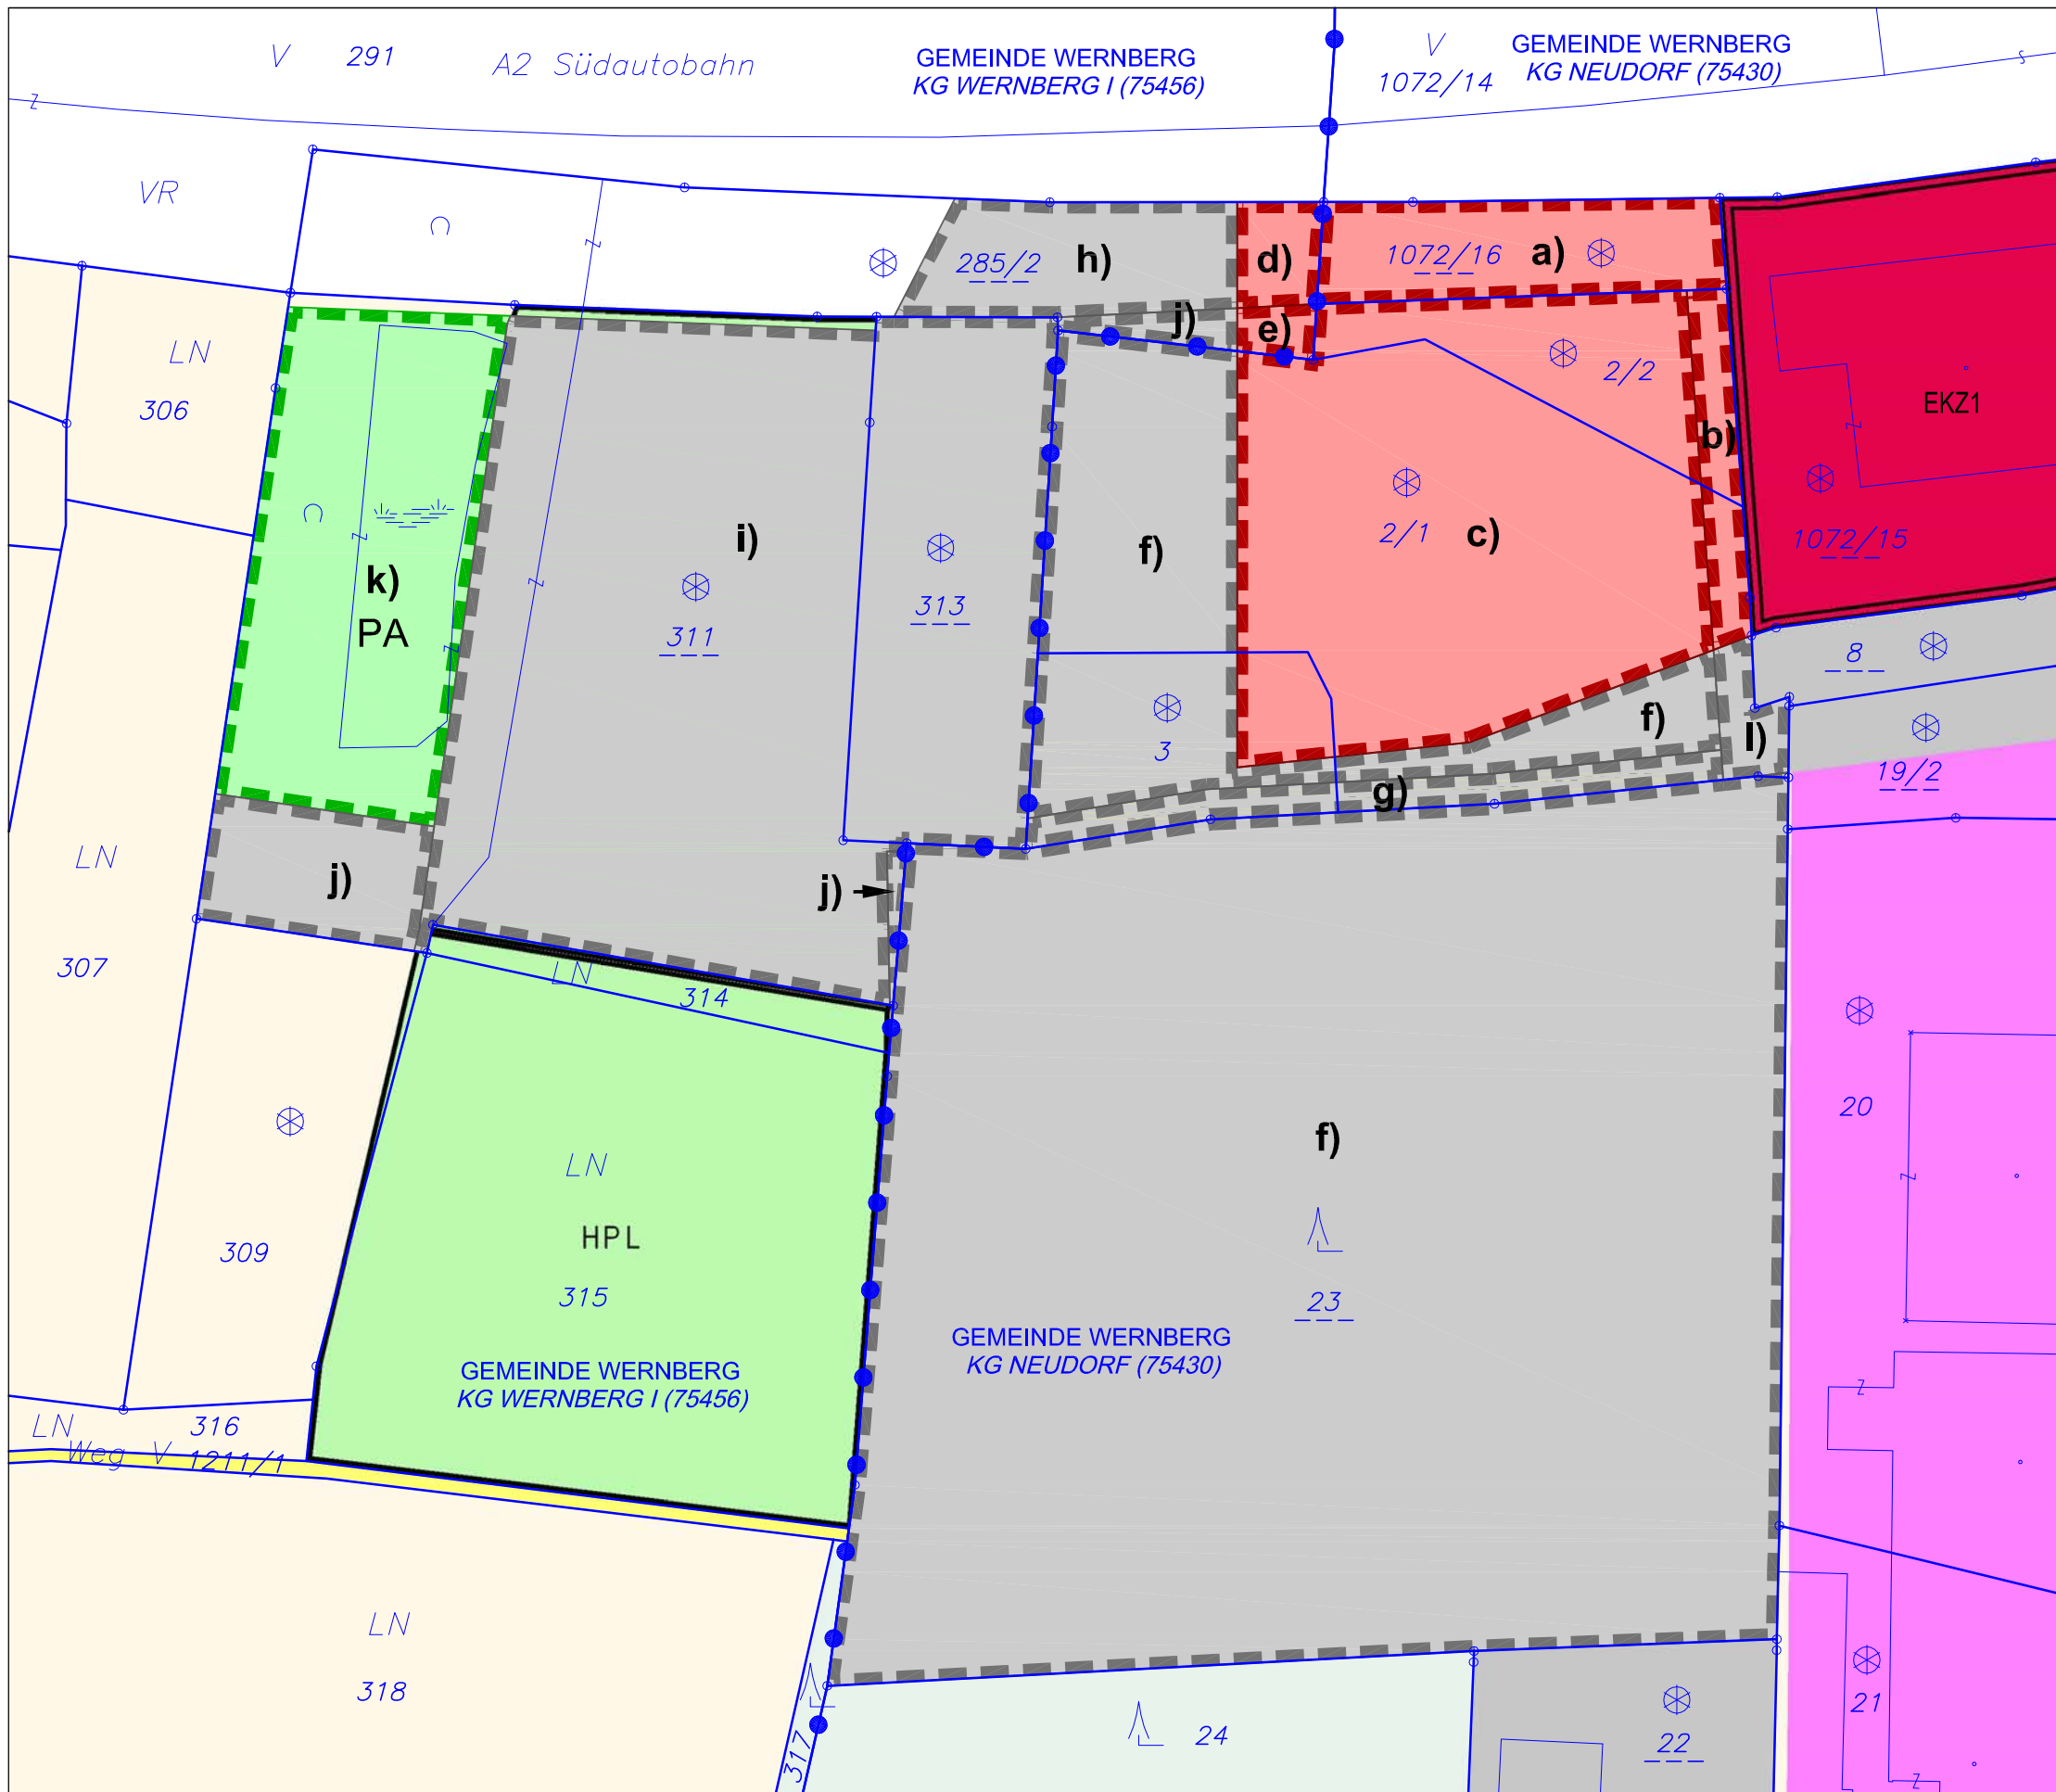 V 291 A2 Südautobahn
GEMEINDE WERNBERG
KG WERNBERG I (75456)
V
1072/14
GEMEINDE WERNBERG
KG NEUDORF (75430)
VR
285/2 h)
d)
1072/16 a)
j)
e)
LN
306
2/2
b)
EKZ1
k)
PA
i)
311
313
f)
2/1 c)
1072/15
8
3
f)
l)
19/2
g)
LN
j)
j)
307
LN
314
20
LN
HPL
315
f)
23
309
GEMEINDE WERNBERG
KG WERNBERG I (75456)
GEMEINDE WERNBERG
KG NEUDORF (75430)
LN
316
Weg V 1211/1
LN
318
317
24
22
21